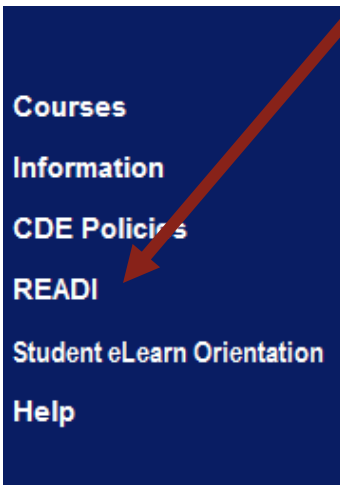 Courses
Information
CDE Policies
READI
Student eLearn Orientation
Help